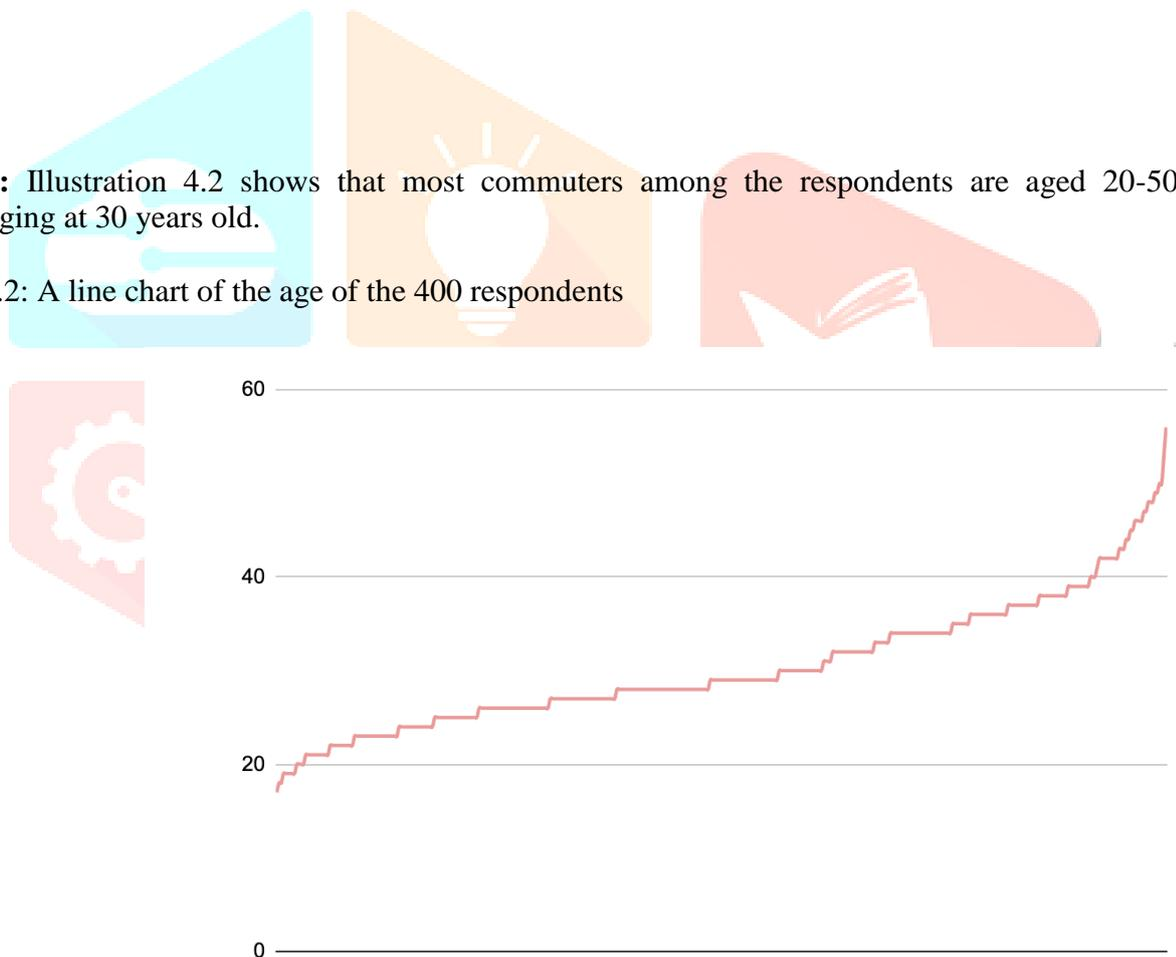 : Illustration 4.2 shows that most commuters among the respondents are aged 20-50
ging at 30 years old.
.2: A line chart of the age of the 400 respondents
60
40
20
0